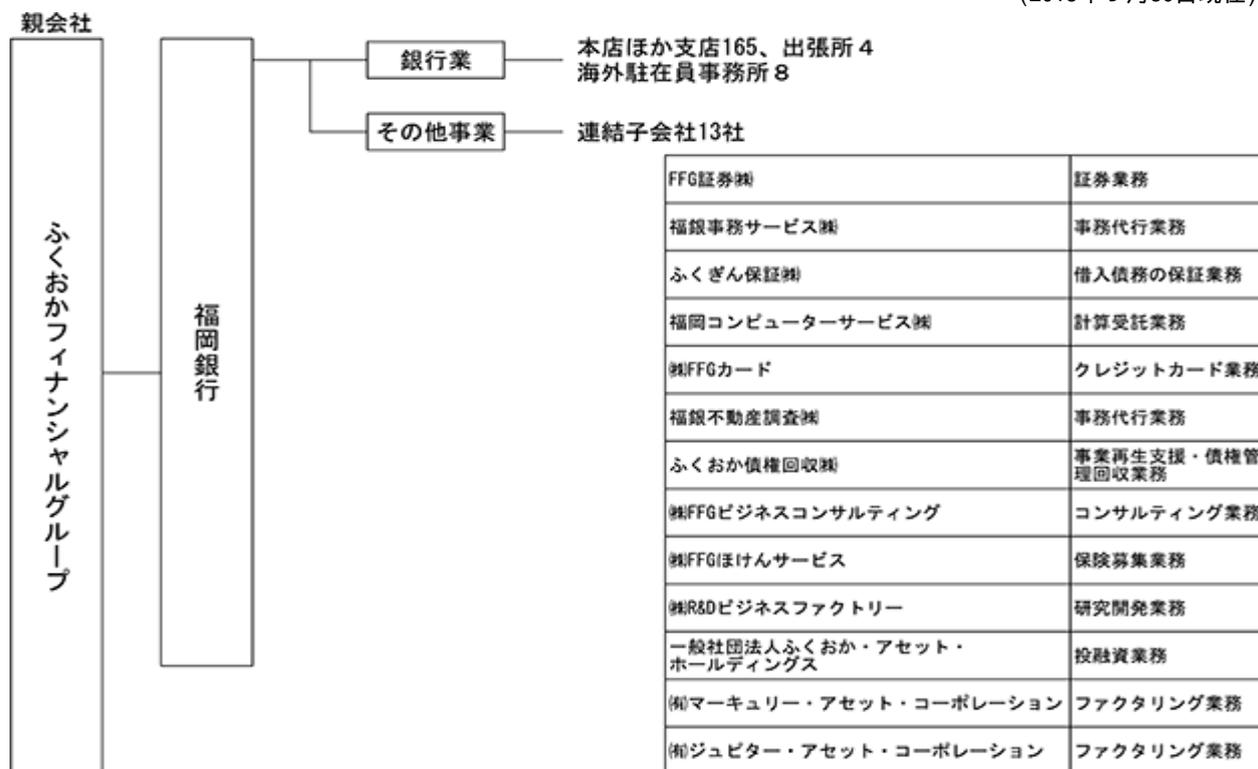 親会社
ふくおかフィナンシャルグループ
福岡銀行
銀行業
本店ほか支店165、出張所4
海外駐在員事務所8
その他事業
連結子会社13社
FFG証券㈱
証券業務
福銀事務サービス㈱
事務代行業務
ふくぎん保証㈱
借入債務の保証業務
福岡コンピューターサービス㈱
計算受託業務
㈱FFGカード
クレジットカード業務
福銀不動産調査㈱
事務代行業務
ふくおか債権回収㈱
事業再生支援・債権管
理回収業務
㈱FFGビジネスコンサルティング
コンサルティング業務
㈱FFGほけんサービス
保険募集業務
㈱R&Dビジネスファクトリー
研究開発業務
一般社団法人ふくおか・アセット・
ホールディングス
投融資業務
㈲マーキュリー・アセット・コーポレーション
ファクタリング業務
㈲ジュピター・アセット・コーポレーション
ファクタリング業務